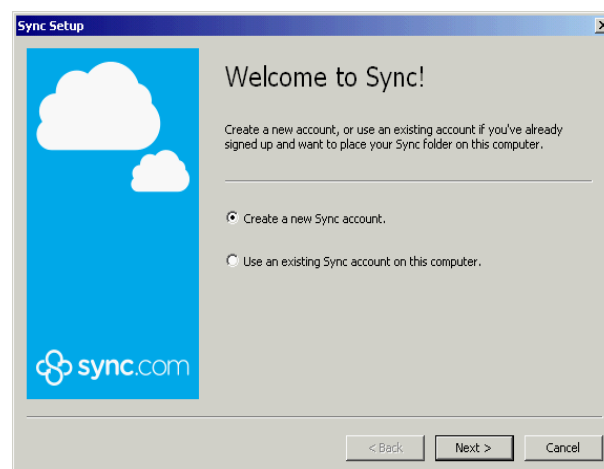 Sync Setup
Welcome to Sync!
Create a new account, or use an existing account if you've already
signed up and want to place your Sync folder on this computer.
Create a new Sync account.
Use an existing Sync account on this computer.
sync.com
< Back
Next >
Cancel